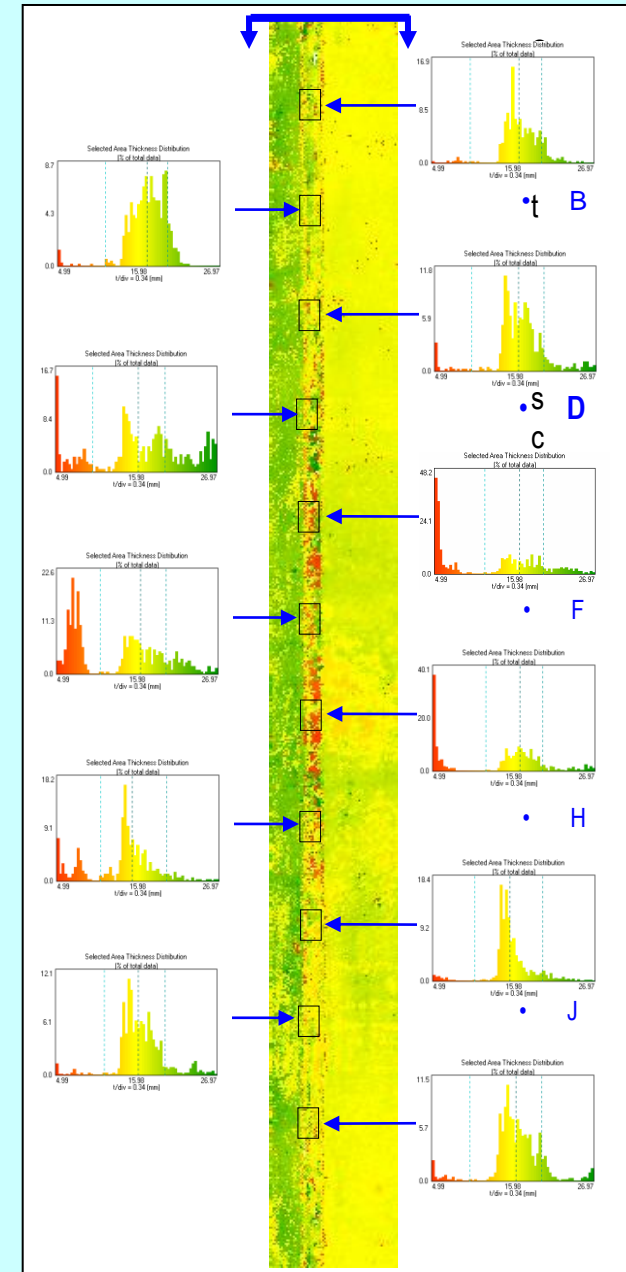 Selected Area Thickness Distribution
[% of total data]
16.9
8.5
0.0
4.99 15.98 26.97
t/div = 0.34 (mm)
Selected Area Thickness Distribution
[% of total data]
8.7
4.3
0.0
4.99 15.98 26.97
t/div = 0.34 (mm)
• t B
Selected Area Thickness Distribution
[% of total data]
11.8
5.9
0.0
4.99 15.98 26.97
t/div = 0.34 (mm)
Selected Area Thickness Distribution
[% of total data]
16.7
8.4
0.0
4.99 15.98 26.97
t/div = 0.34 (mm)
• s D
c
Selected Area Thickness Distribution
[% of total data]
48.2
24.1
0.0
4.99 15.98 26.97
t/div = 0.34 (mm)
Selected Area Thickness Distribution
[% of total data]
22.6
11.3
0.0
4.99 15.98 26.97
t/div = 0.34 (mm)
• F
Selected Area Thickness Distribution
[% of total data]
40.1
20.0
0.0
4.99 15.98 26.97
t/div = 0.34 (mm)
Selected Area Thickness Distribution
[% of total data]
18.2
9.1
0.0
4.99 15.98 26.97
t/div = 0.34 (mm)
• H
Selected Area Thickness Distribution
[% of total data]
18.4
9.2
0.0
4.99 15.98 26.97
t/div = 0.34 (mm)
Selected Area Thickness Distribution
[% of total data]
12.1
6.1
0.0
4.99 15.98 26.97
t/div = 0.34 (mm)
• J
Selected Area Thickness Distribution
[% of total data]
11.5
5.7
0.0
4.99 15.98 26.97
t/div = 0.34 (mm)